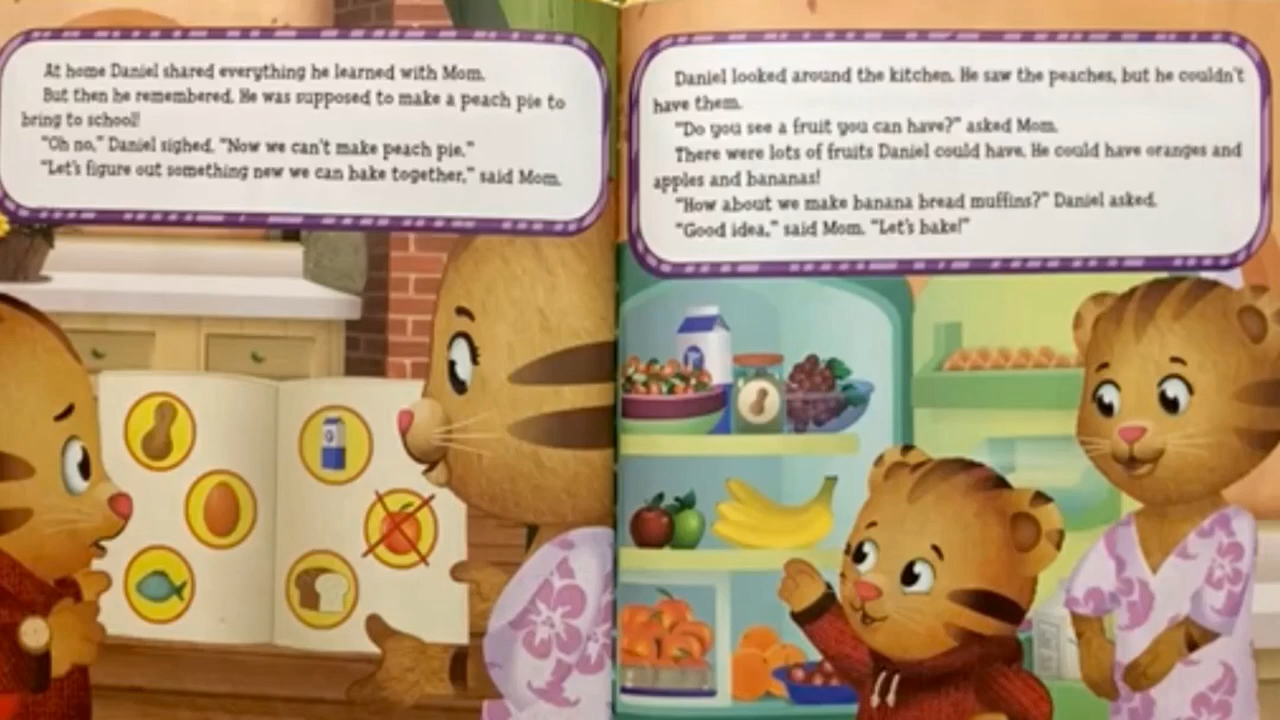 At home Daniel shared everything he learned with Mom.
But then he remembered. He was supposed to make a peach pie to
bring to school!
"Oh no," Daniel sighed. "Now we can't make peach pie."
"Let's figure out something new we can bake together," said Mom.
Daniel looked around the kitchen. He saw the peaches, but he couldn't
have them.
"Do you see a fruit you can have?" asked Mom.
There were lots of fruits Daniel could have. He could have oranges and
apples and bananas!
"How about we make banana bread muffins?" Daniel asked.
"Good idea," said Mom. "Let's bake!"